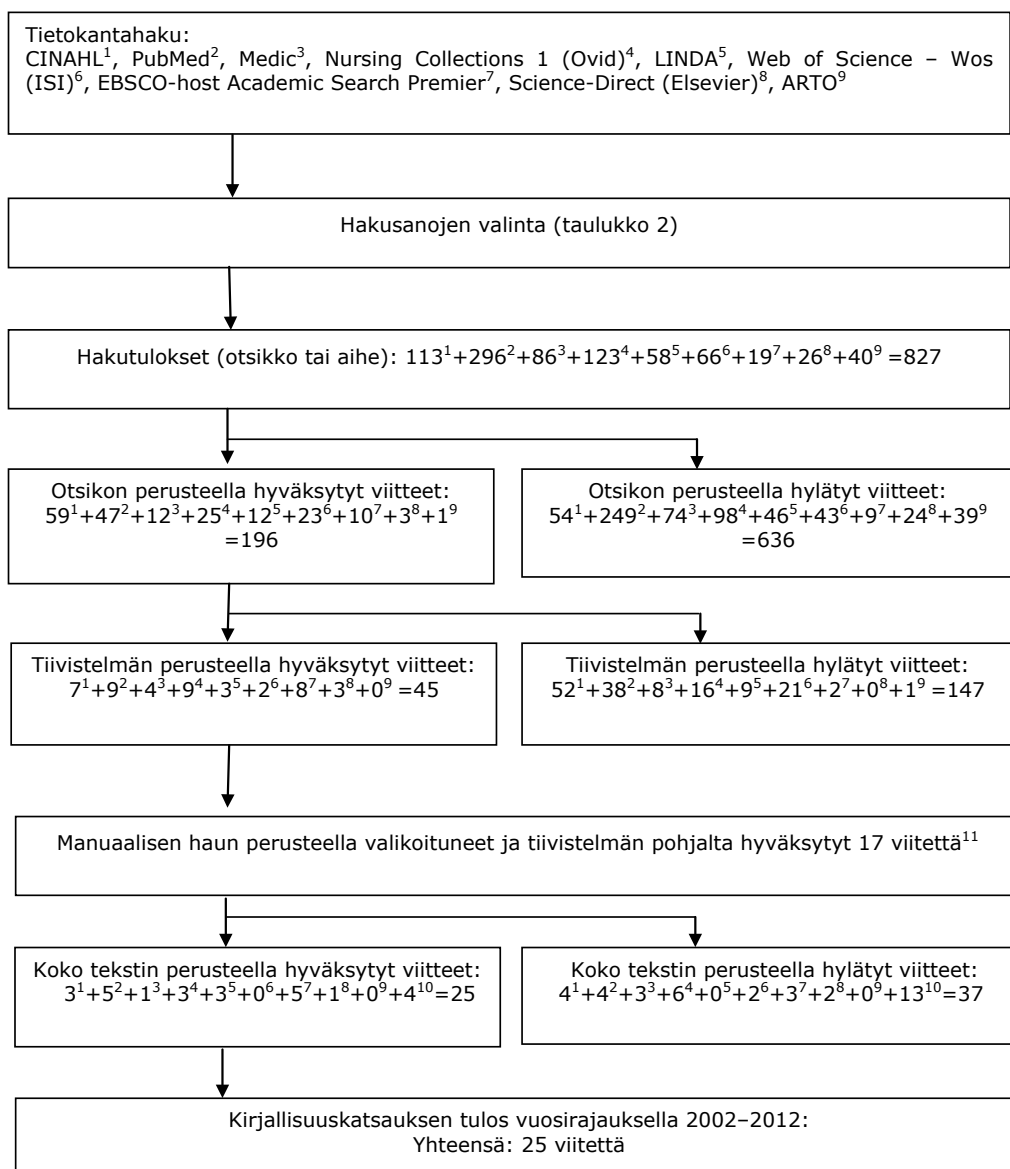 Tietokantahaku:
CINAHL¹, PubMed², Medic³, Nursing Collections 1 (Ovid)⁴, LINDA⁵, Web of Science – Wos
(ISI)⁶, EBSCO-host Academic Search Premier⁷, Science-Direct (Elsevier)⁸, ARTO⁹
Hakusanojen valinta (taulukko 2)
Hakutulokset (otsikko tai aihe): 113¹+296²+86³+123⁴+58⁵+66⁶+19⁷+26⁸+40⁹ =827
Otsikon perusteella hyväksytyt viitteet:
59¹+47²+12³+25⁴+12⁵+23⁶+10⁷+3⁸+1⁹
=196
Otsikon perusteella hylätyt viitteet:
54¹+249²+74³+98⁴+46⁵+43⁶+9⁷+24⁸+39⁹
=636
Tiivistelmän perusteella hyväksytyt viitteet:
7¹+9²+4³+9⁴+3⁵+2⁶+8⁷+3⁸+0⁹ =45
Tiivistelmän perusteella hylätyt viitteet:
52¹+38²+8³+16⁴+9⁵+21⁶+2⁷+0⁸+1⁹ =147
Manuaalisen haun perusteella valikoituneet ja tiivistelmän pohjalta hyväksytyt 17 viitettä¹¹
Koko tekstin perusteella hyväksytyt viitteet:
3¹+5²+1³+3⁴+3⁵+0⁶+5⁷+1⁸+0⁹+4¹⁰=25
Koko tekstin perusteella hylätyt viitteet:
4¹+4²+3³+6⁴+0⁵+2⁶+3⁷+2⁸+0⁹+13¹⁰=37
Kirjallisuuskatsauksen tulos vuosirajauksella 2002–2012:
Yhteensä: 25 viitettä